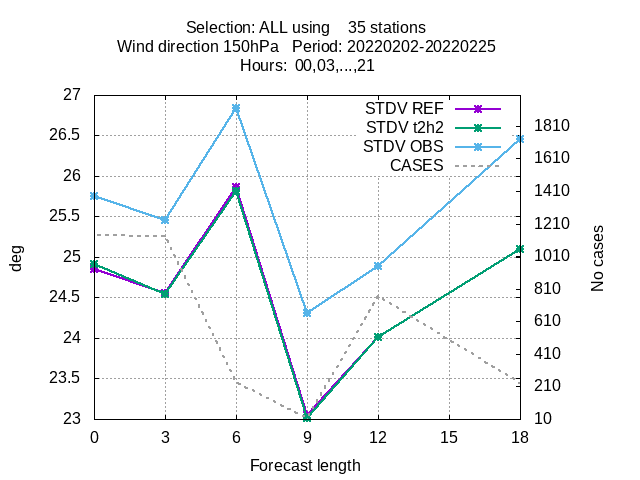 Selection: ALL using 35 stations
Wind direction 150hPa Period: 20220202-20220225
Hours: 00,03,...,21
STDV REF
STDV t2h2
STDV OBS
CASES
27
26.5
26
25.5
25
24.5
24
23.5
23
1810
1610
1410
1210
1010
810
610
410
210
10
deg
No cases
0 3 6 9 12 15 18
Forecast length